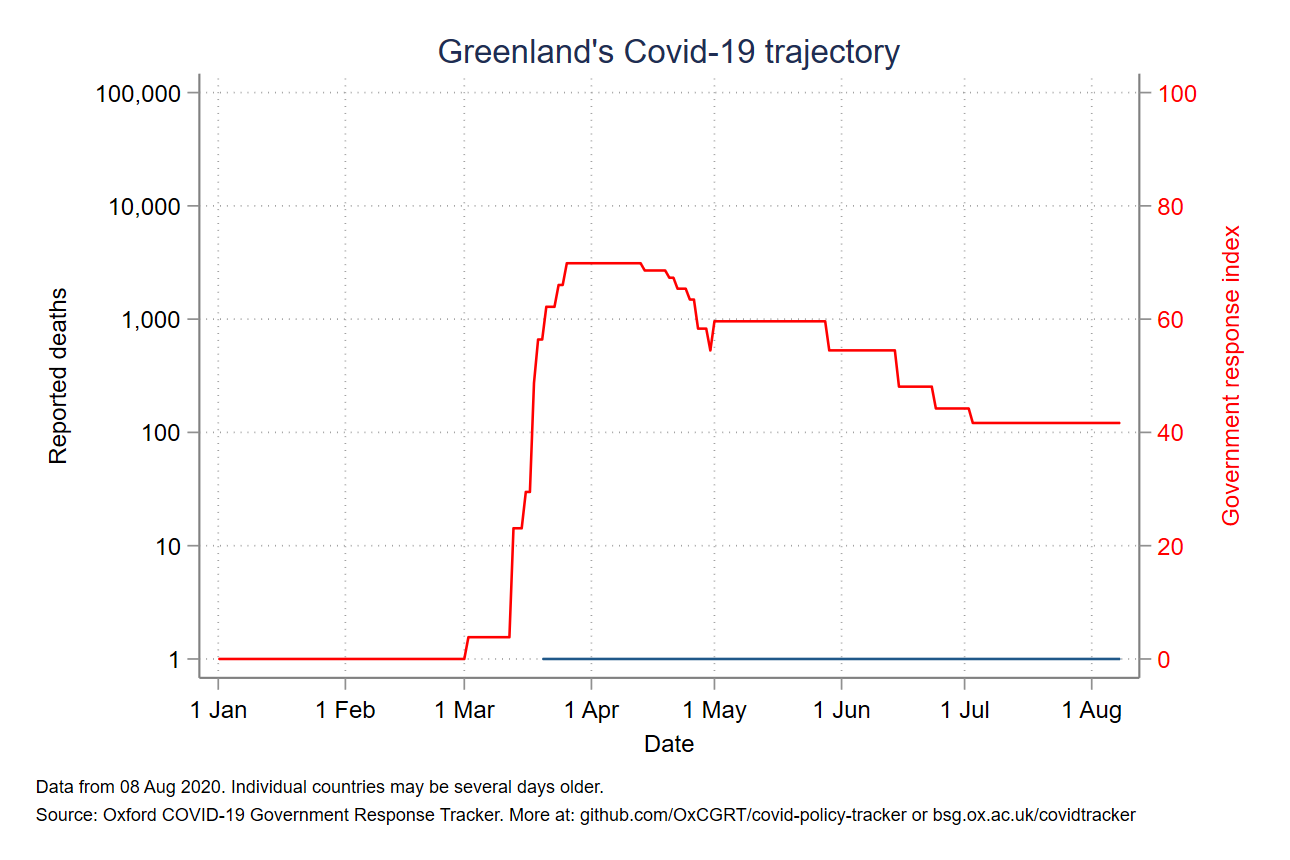 Greenland's Covid-19 trajectory
100,000
10,000
1,000
100
10
1
Reported deaths
100
80
60
40
20
0
Government response index
1 Jan 1 Feb 1 Mar 1 Apr 1 May 1 Jun 1 Jul 1 Aug
Date
Data from 08 Aug 2020. Individual countries may be several days older.
Source: Oxford COVID-19 Government Response Tracker. More at: github.com/OxCGRT/covid-policy-tracker or bsg.ox.ac.uk/covidtracker